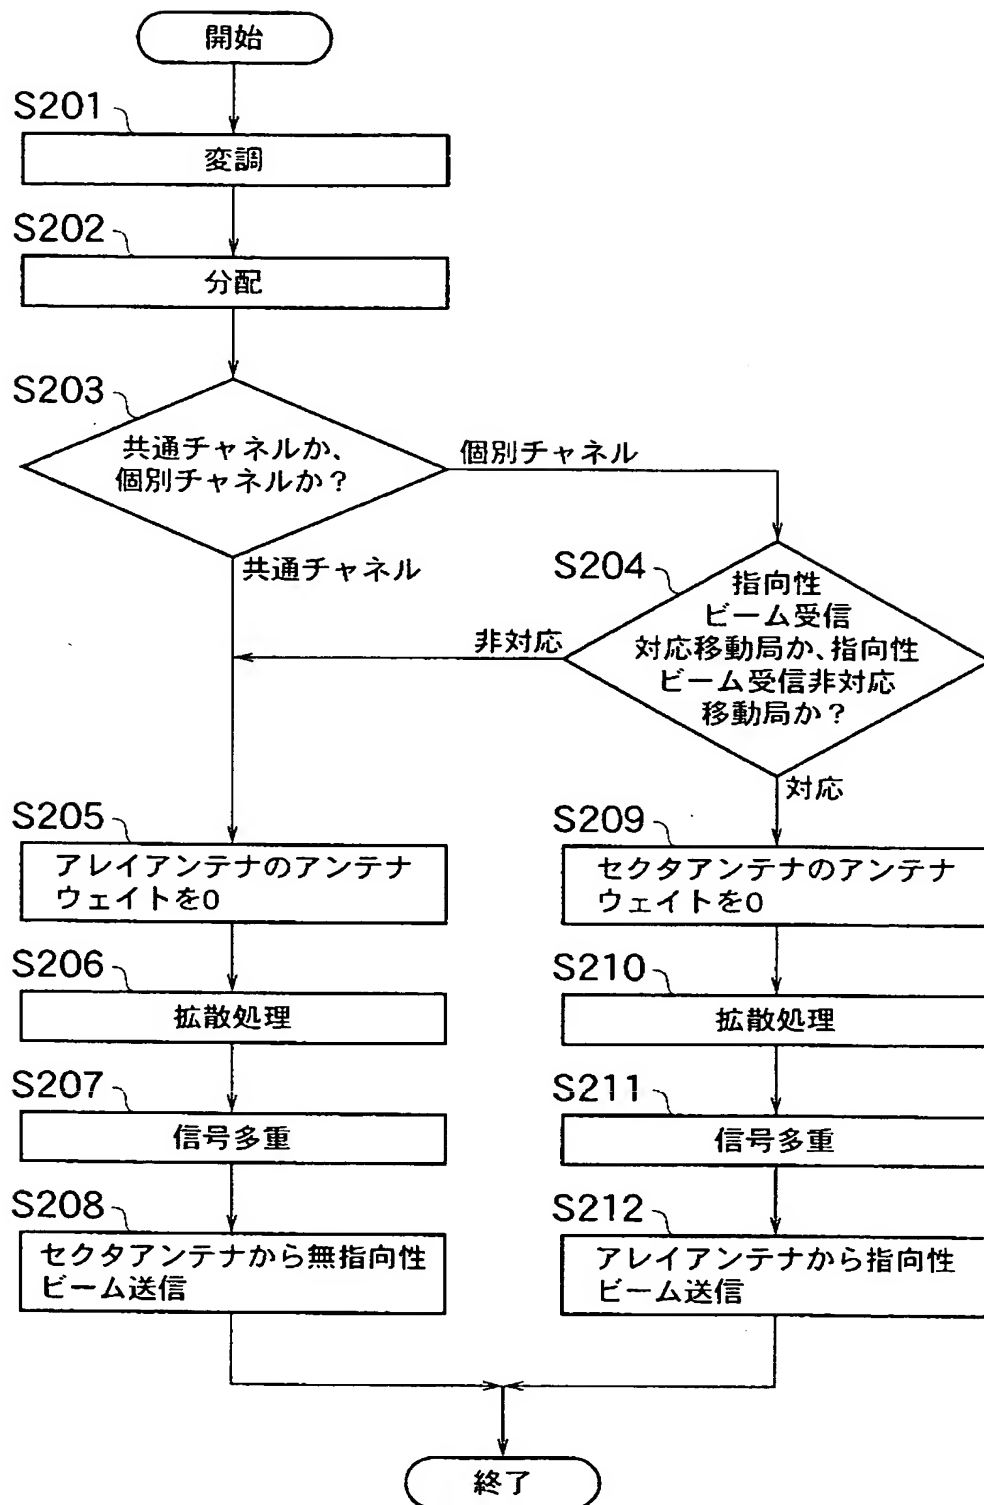 開始
S201
変調
S202
分配
S203
共通チャネルか、
個別チャネルか？
個別チャネル
共通チャネル
S204
指向性
ビーム受信
対応移動局か、指向性
ビーム受信非対応
移動局か？
非対応
対応
S205
アレイアンテナのアンテナ
ウェイトを0
S206
拡散処理
S207
信号多重
S208
セクタアンテナから無指向性
ビーム送信
S209
セクタアンテナのアンテナ
ウェイトを0
S210
拡散処理
S211
信号多重
S212
アレイアンテナから指向性
ビーム送信
終了